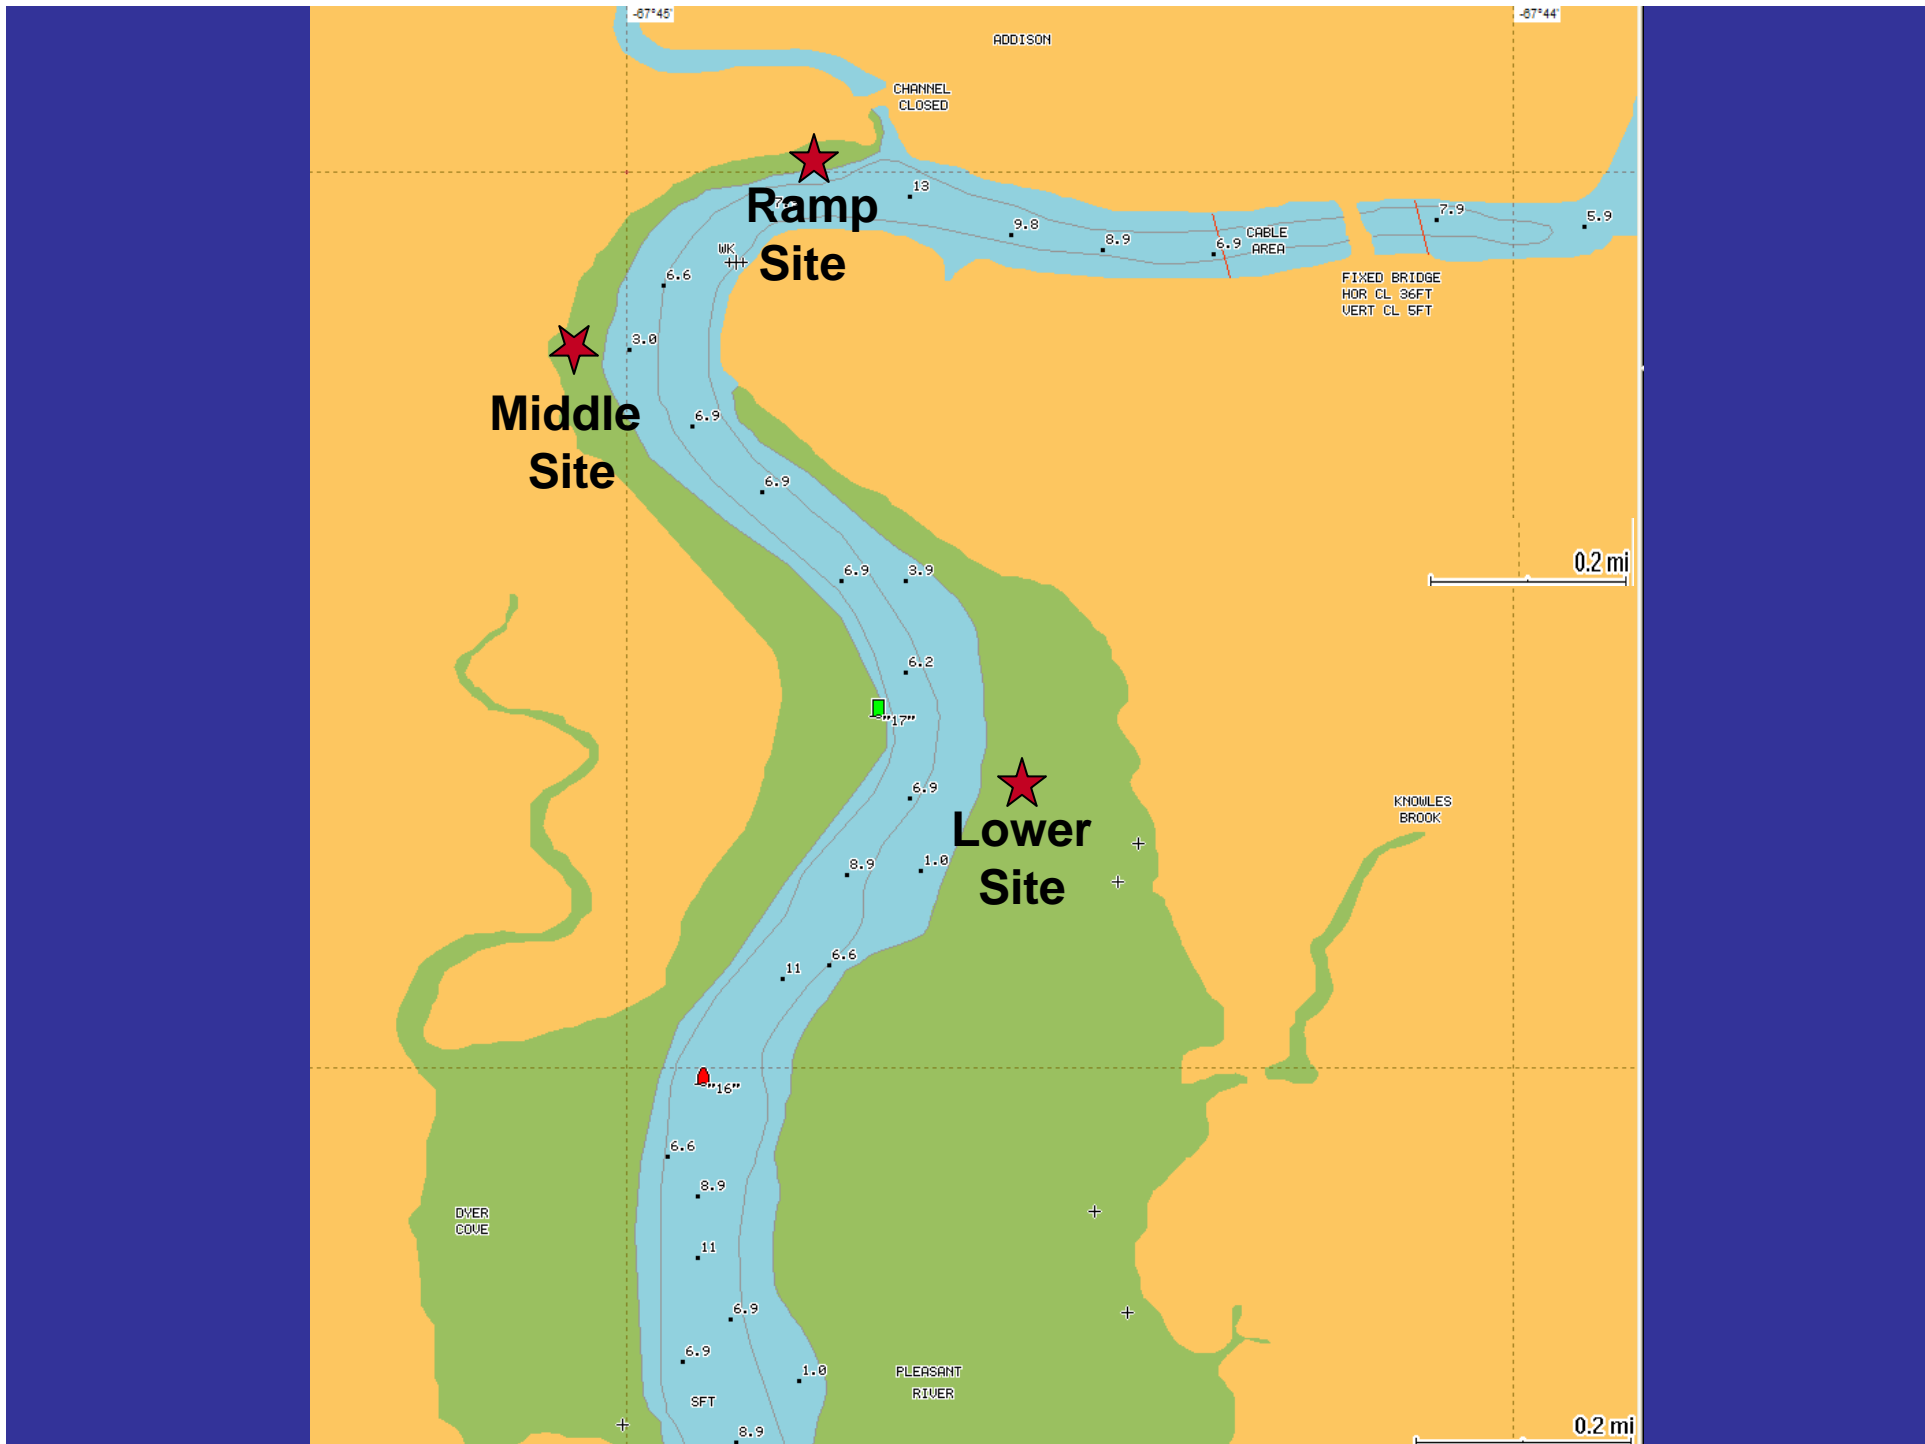 -67°45'
-67°44'
ADDISON
CHANNEL
CLOSED
13
Ramp
Site
9.8
8.9
6.9
CABLE
AREA
7.9
5.9
WK
6.6
FIXED BRIDGE
HOR CL 36FT
VERT CL 5FT
3.0
Middle
Site
6.9
6.9
0.2 mi
6.9
3.9
6.2
"17"
6.9
Lower
Site
KNOWLES
BROOK
8.9
1.0
6.6
11
"16"
6.6
8.9
DYER
COVE
11
6.9
6.9
1.0
PLEASANT
RIVER
SFT
8.9
0.2 mi